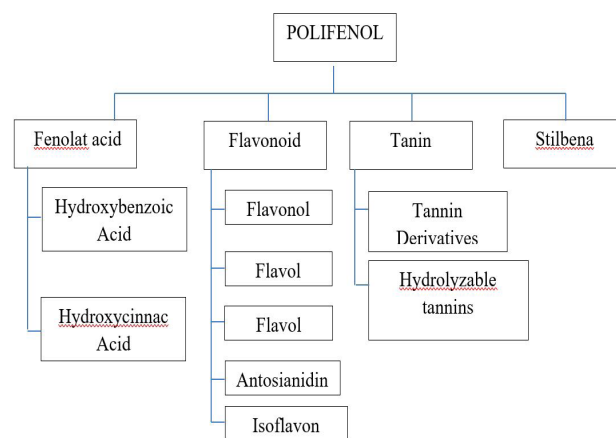 POLIFENOL
Fenolat acid
Flavonoid
Tanin
Stilbena
Hydroxybenzoic
Acid
Hydroxycinnac
Acid
Flavonol
Flavol
Flavol
Antosianidin
Isoflavon
Tannin
Derivatives
Hydrolyzable
tannins